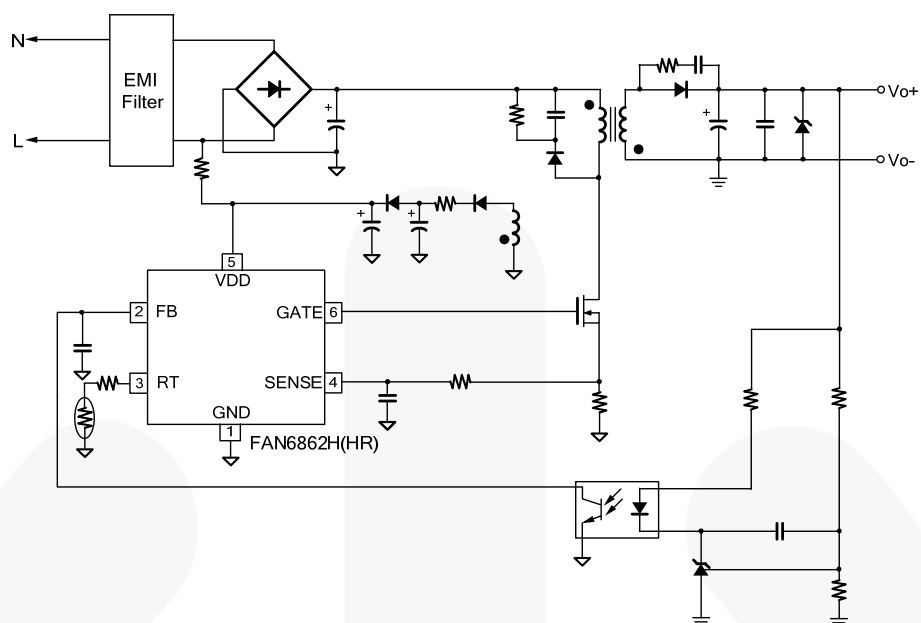 N
EMI
Filter
L
+
+
Vo+
Vo-
+
+
5
VDD
2
FB
GATE
6
3
RT
SENSE
4
GND
1
FAN6862H(HR)